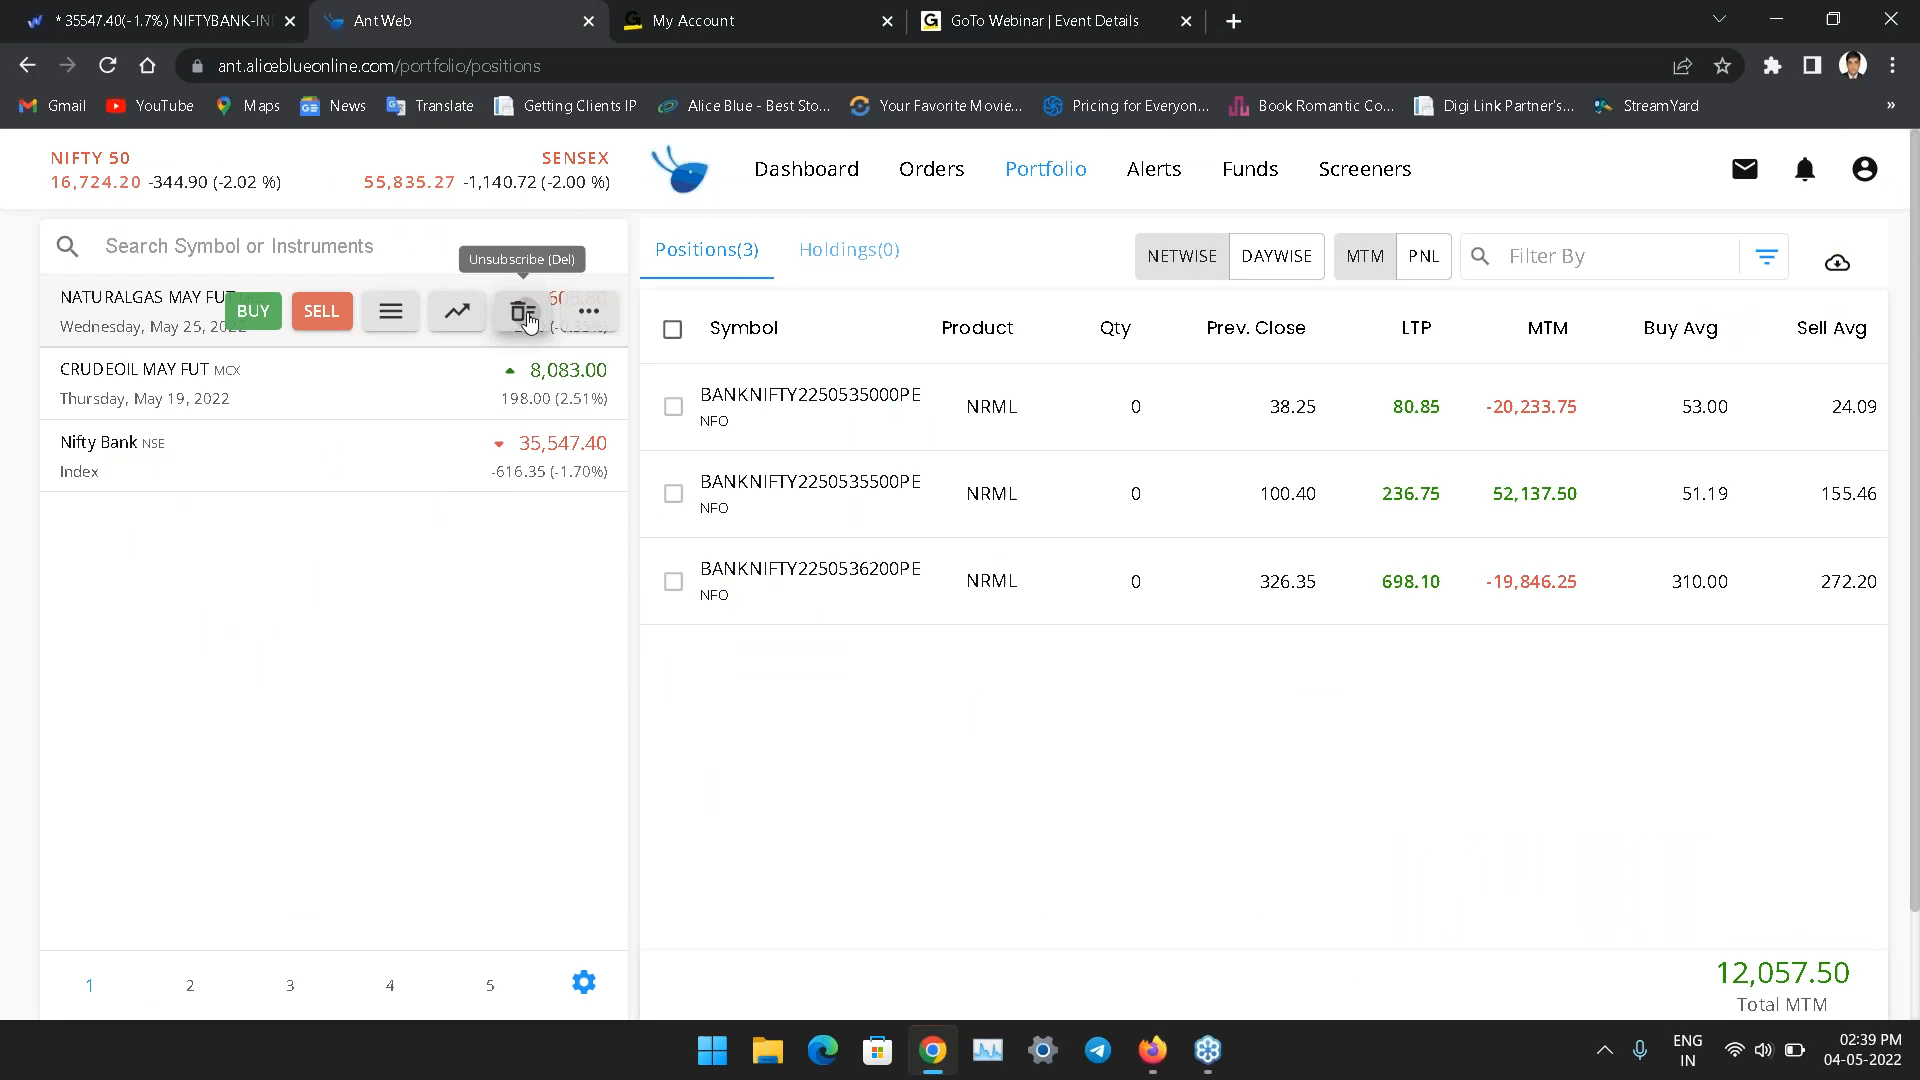 * 35547.40(-1.7%) NIFTYBANK-IN
Ant Web
My Account
GoTo Webinar | Event Details
ant.aliceblueonline.com/portfolio/positions
Gmail
YouTube
Maps
News
Translate
Getting Clients IP
Alice Blue - Best Sto...
Your Favorite Movie...
Pricing for Everyon...
Book Romantic Co...
Digi Link Partner's...
StreamYard
»
NIFTY 50
16,724.20 -344.90 (-2.02 %)
SENSEX
55,835.27 -1,140.72 (-2.00 %)
Dashboard
Orders
Portfolio
Alerts
Funds
Screeners
Search Symbol or Instruments
Unsubscribe (Del)
NATURALGAS MAY FUT
605.80
Wednesday, May 25, 2022
BUY
SELL
CRUDEOIL MAY FUT MCX
8,083.00
Thursday, May 19, 2022
198.00 (2.51%)
Nifty Bank NSE
35,547.40
Index
-616.35 (-1.70%)
1 2 3 4 5
Positions(3)
Holdings(0)
NETWISE
DAYWISE
MTM
PNL
Filter By
Symbol Product Qty Prev. Close LTP MTM Buy Avg Sell Avg
BANKNIFTY2250535000PE NRML 0 38.25 80.85 -20,233.75 53.00 24.09
NFO
BANKNIFTY2250535500PE NRML 0 100.40 236.75 52,137.50 51.19 155.46
NFO
BANKNIFTY2250536200PE NRML 0 326.35 698.10 -19,846.25 310.00 272.20
NFO
12,057.50
Total MTM
ENG
IN
02:39 PM
04-05-2022